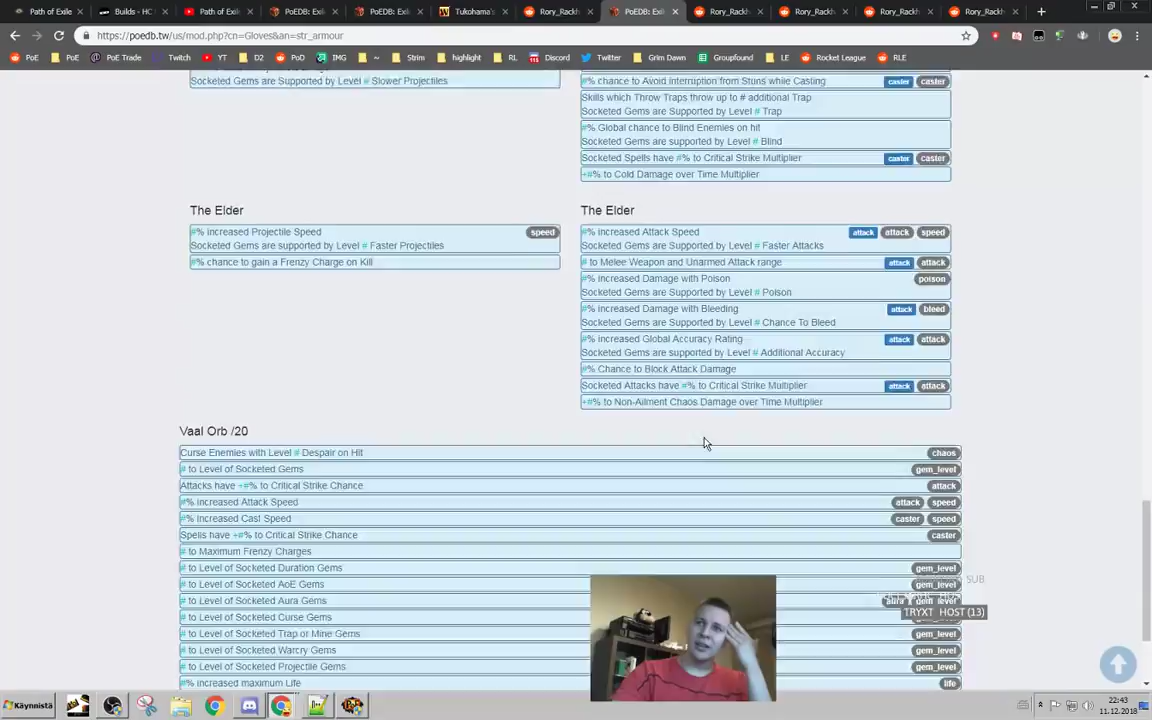 Path of Exile
Builds - HC
Path of Exil
PoEDB: Exile
PoEDB: Exile
Tukohama's
Rory_Rackh
PoEDB: Exil
Rory_Rackh
Rory_Rackh
Rory_Rackh
Rory_Rackh
https://poedb.tw/us/mod.php?cn=Gloves&an=str_armour
PoE
PoE
PoE Trade
Twitch
YT
D2
PoD
IMG
~
Strim
highlight
RL
Discord
Twitter
Grim Dawn
Groupfound
LE
Rocket League
RLE
Socketed Gems are Supported by Level # Slower Projectiles
#% chance to Avoid interruption from Stuns while Casting caster caster
Skills which Throw Traps throw up to # additional Trap
Socketed Gems are Supported by Level # Trap
#% Global chance to Blind Enemies on hit
Socketed Gems are supported by Level # Blind
Socketed Spells have #% to Critical Strike Multiplier caster caster
+#% to Cold Damage over Time Multiplier
The Elder
#% increased Projectile Speed speed
Socketed Gems are supported by Level # Faster Projectiles
#% chance to gain a Frenzy Charge on Kill
The Elder
#% increased Attack Speed attack attack speed
Socketed Gems are Supported by Level # Faster Attacks
# to Melee Weapon and Unarmed Attack range attack attack
#% increased Damage with Poison poison
Socketed Gems are Supported by Level # Poison
#% increased Damage with Bleeding attack bleed
Socketed Gems are Supported by Level # Chance To Bleed
#% increased Global Accuracy Rating attack attack
Socketed Gems are supported by Level # Additional Accuracy
#% Chance to Block Attack Damage
Socketed Attacks have #% to Critical Strike Multiplier attack attack
+#% to Non-Ailment Chaos Damage over Time Multiplier
Vaal Orb /20
Curse Enemies with Level # Despair on Hit chaos
# to Level of Socketed Gems gem_level
Attacks have +#% to Critical Strike Chance attack
#% increased Attack Speed attack speed
#% increased Cast Speed caster speed
Spells have +#% to Critical Strike Chance caster
# to Maximum Frenzy Charges
# to Level of Socketed Duration Gems gem_level
# to Level of Socketed AoE Gems gem_level
# to Level of Socketed Aura Gems aura gem_level
# to Level of Socketed Curse Gems gem_level
# to Level of Socketed Trap or Mine Gems gem_level
# to Level of Socketed Warcry Gems gem_level
# to Level of Socketed Projectile Gems gem_level
#% increased maximum Life life
SUB
TRYXT_HOST (13)
Käynnistä
22:43
11.12.2018